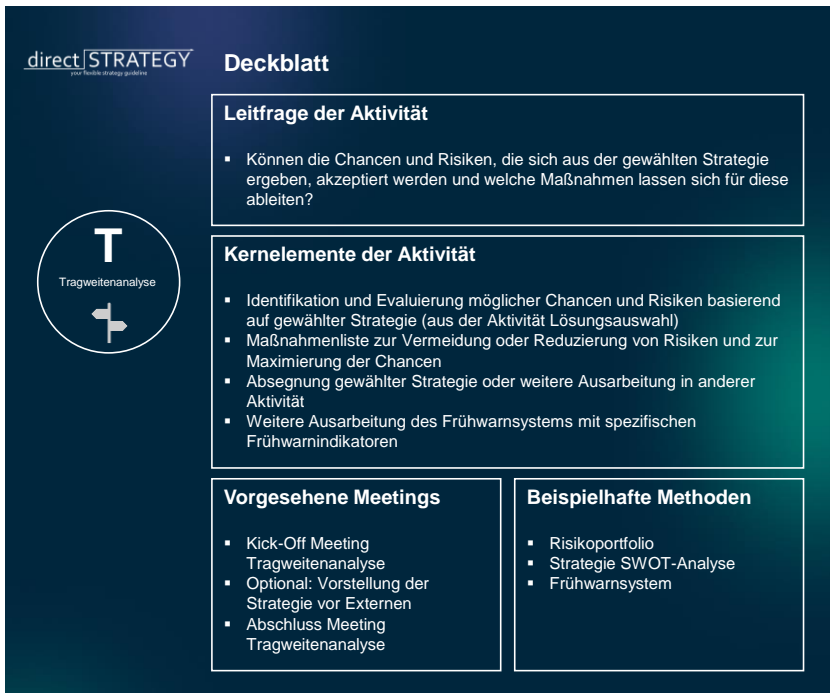 direct STRATEGY
your flexible strategy guideline
Deckblatt
Leitfrage der Aktivität
▪ Können die Chancen und Risiken, die sich aus der gewählten Strategie
ergeben, akzeptiert werden und welche Maßnahmen lassen sich für diese
ableiten?
T
Tragweitenanalyse
Kernelemente der Aktivität
▪ Identifikation und Evaluierung möglicher Chancen und Risiken basierend
auf gewählter Strategie (aus der Aktivität Lösungsauswahl)
▪ Maßnahmenliste zur Vermeidung oder Reduzierung von Risiken und zur
Maximierung der Chancen
▪ Absegnung gewählter Strategie oder weitere Ausarbeitung in anderer
Aktivität
▪ Weitere Ausarbeitung des Frühwarnsystems mit spezifischen
Frühwarnindikatoren
Vorgesehene Meetings
▪ Kick-Off Meeting
Tragweitenanalyse
▪ Optional: Vorstellung der
Strategie vor Externen
▪ Abschluss Meeting
Tragweitenanalyse
Beispielhafte Methoden
▪ Risikoportfolio
▪ Strategie SWOT-Analyse
▪ Frühwarnsystem